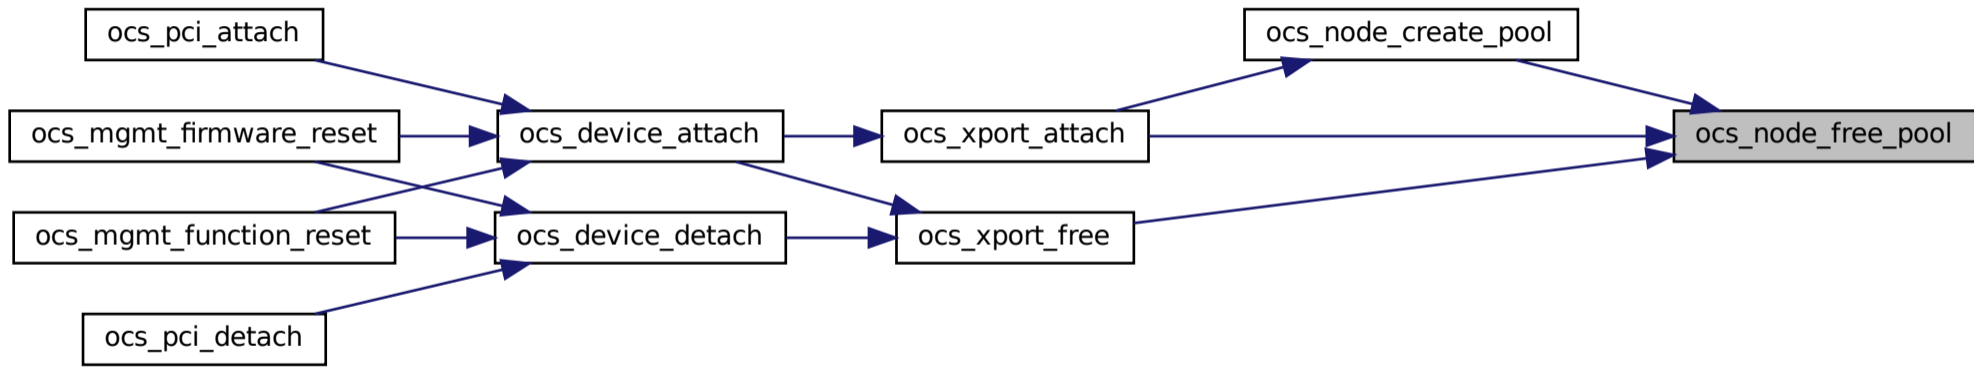 ocs_pci_attach
ocs_node_create_pool
ocs_mgmt_firmware_reset
ocs_device_attach
ocs_xport_attach
ocs_node_free_pool
ocs_mgmt_function_reset
ocs_device_detach
ocs_xport_free
ocs_pci_detach